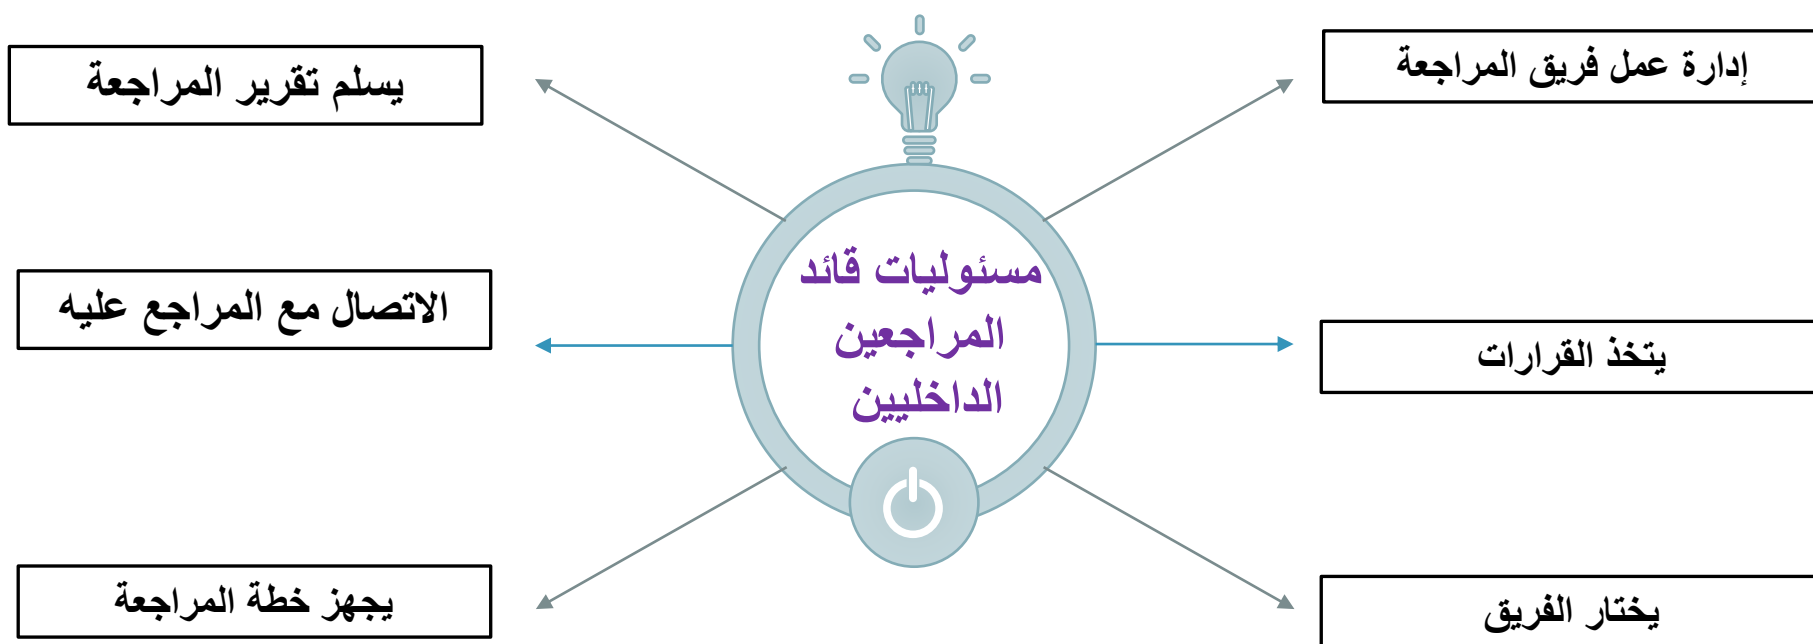 إدارة عمل فريق المراجعة
يسلم تقرير المراجعة
مسئوليات قائد
المراجعين
الداخليين
الاتصال مع المراجع عليه
يتخذ القرارات
يجهز خطة المراجعة
يختار الفريق